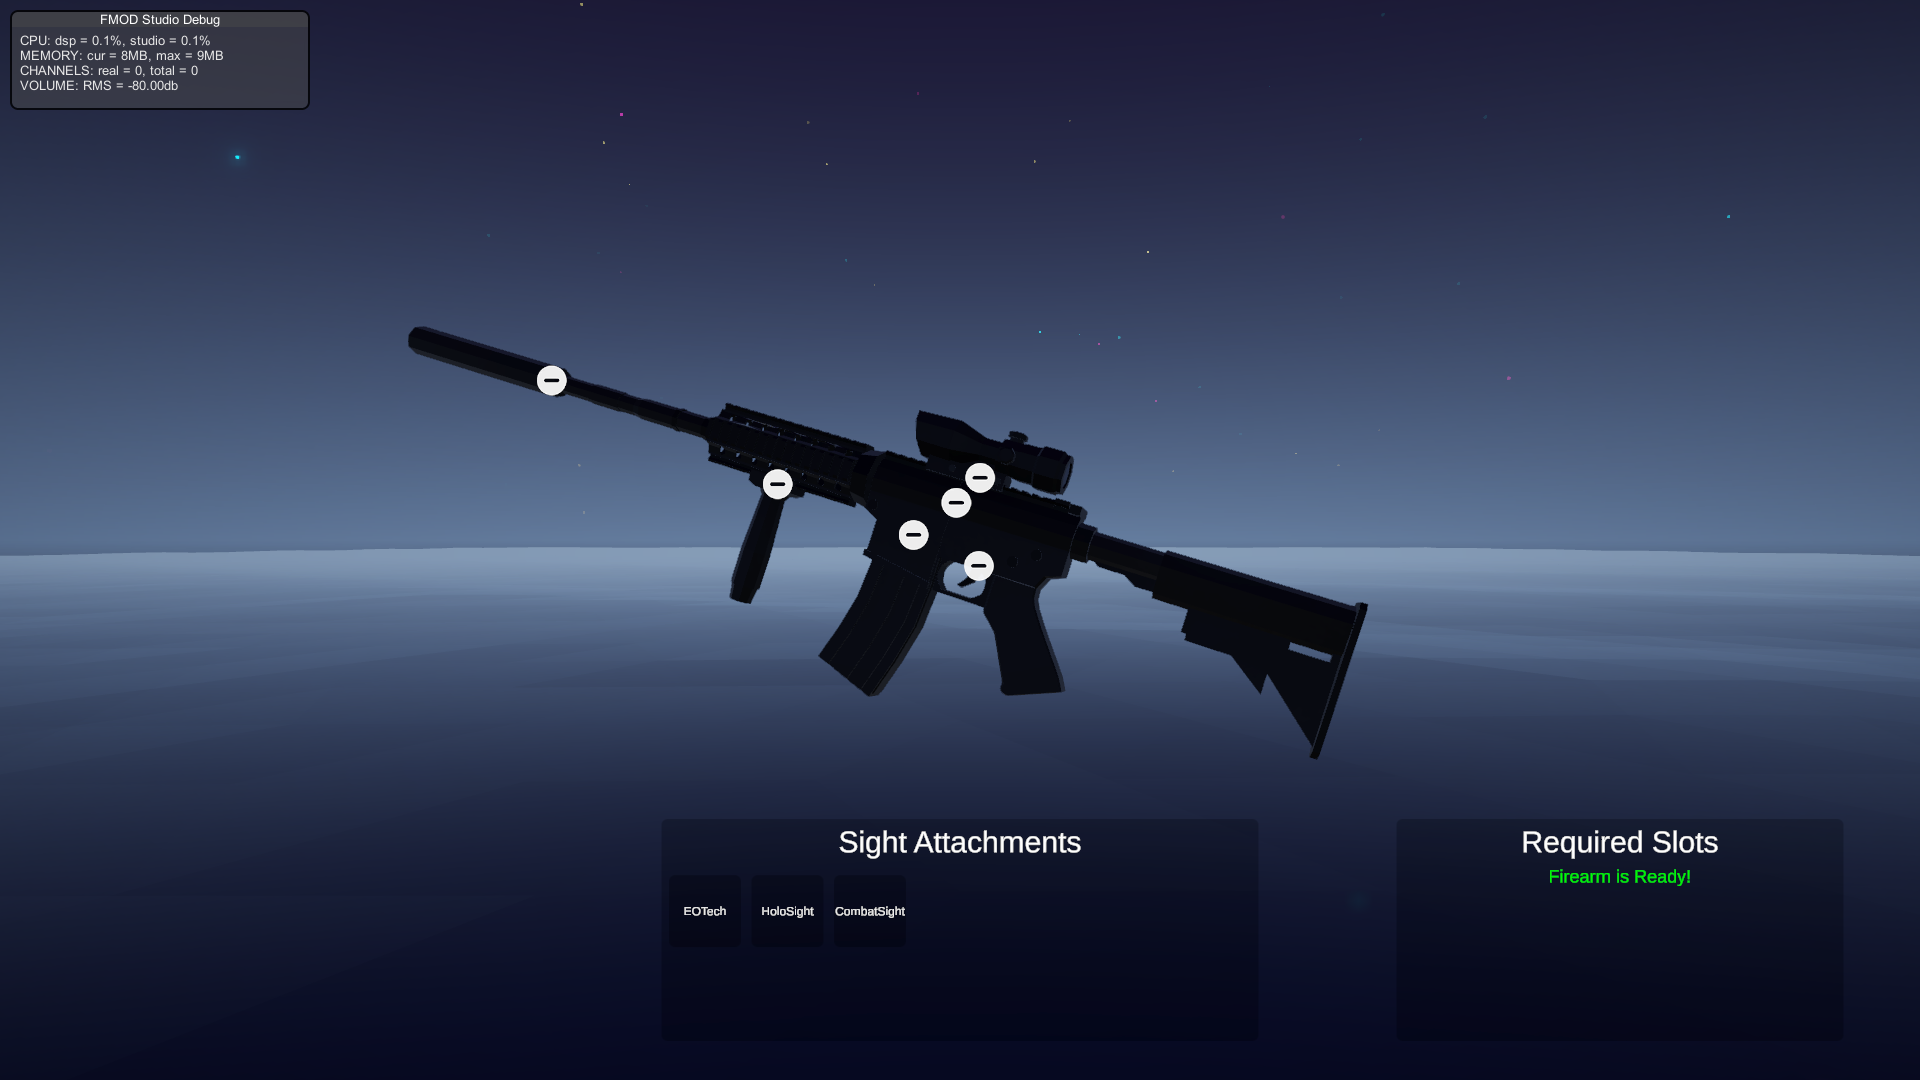 FMOD Studio Debug
CPU: dsp = 0.1%, studio = 0.1%
MEMORY: cur = 8MB, max = 9MB
CHANNELS: real = 0, total = 0
VOLUME: RMS = -80.00db
Sight Attachments
EOTech
HoloSight
CombatSight
Required Slots
Firearm is Ready!